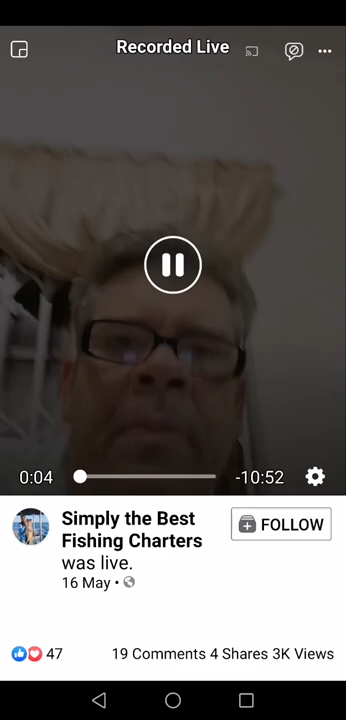 Recorded Live
0:04
-10:52
Simply the Best
Fishing Charters
FOLLOW
was live.
16 May •
47
19 Comments 4 Shares 3K Views